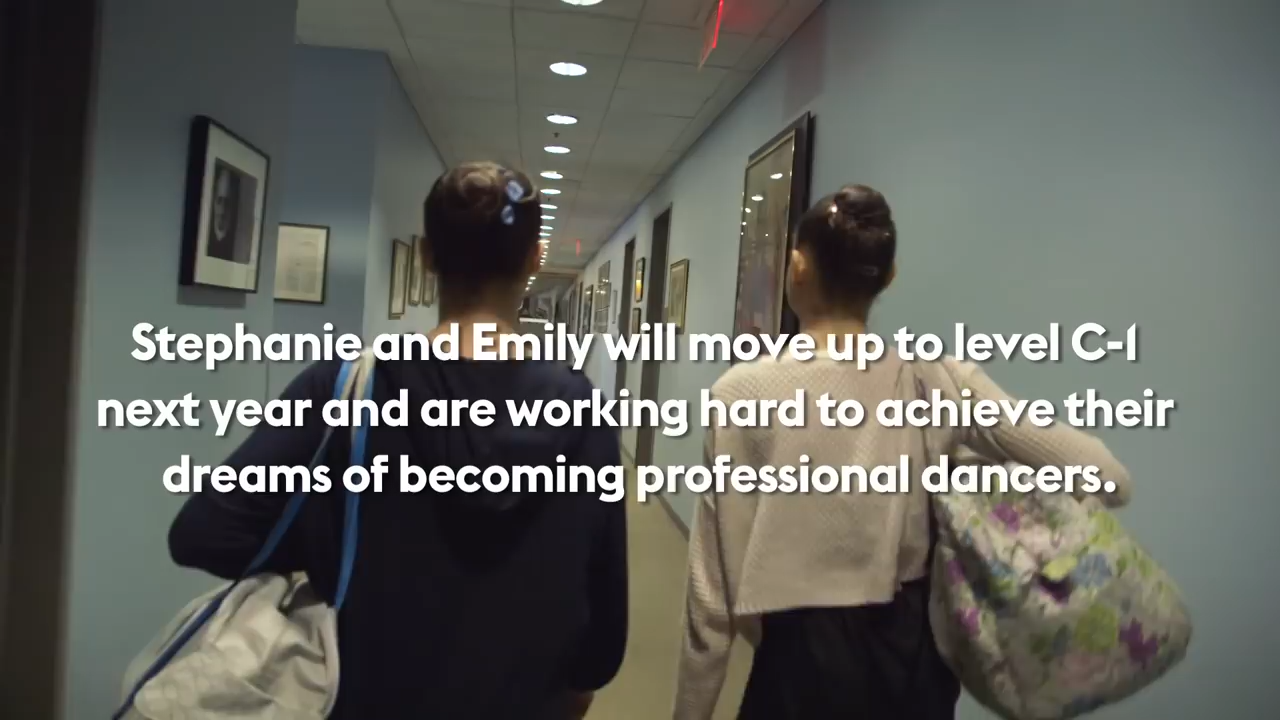 Stephanie and Emily will move up to level C-1
next year and are working hard to achieve their
dreams of becoming professional dancers.